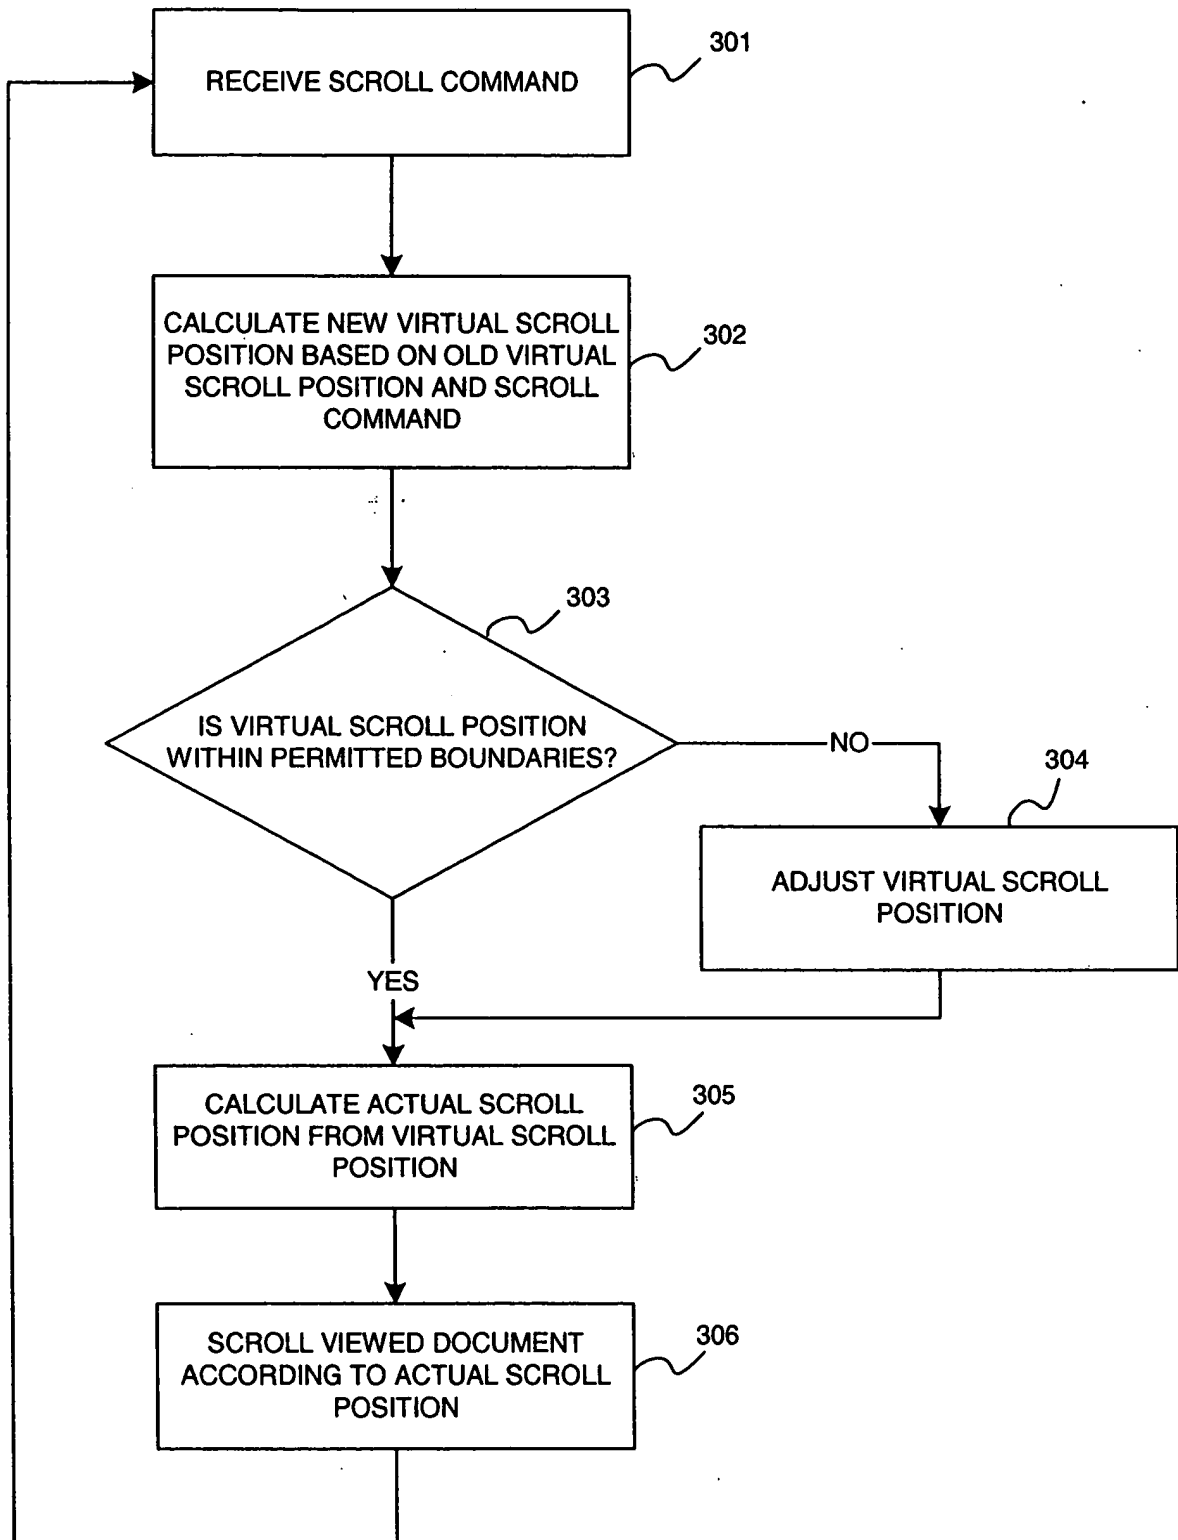 301
RECEIVE SCROLL COMMAND
302
CALCULATE NEW VIRTUAL SCROLL
POSITION BASED ON OLD VIRTUAL
SCROLL POSITION AND SCROLL
COMMAND
303
IS VIRTUAL SCROLL POSITION
WITHIN PERMITTED BOUNDARIES?
NO
304
ADJUST VIRTUAL SCROLL
POSITION
YES
305
CALCULATE ACTUAL SCROLL
POSITION FROM VIRTUAL SCROLL
POSITION
306
SCROLL VIEWED DOCUMENT
ACCORDING TO ACTUAL SCROLL
POSITION